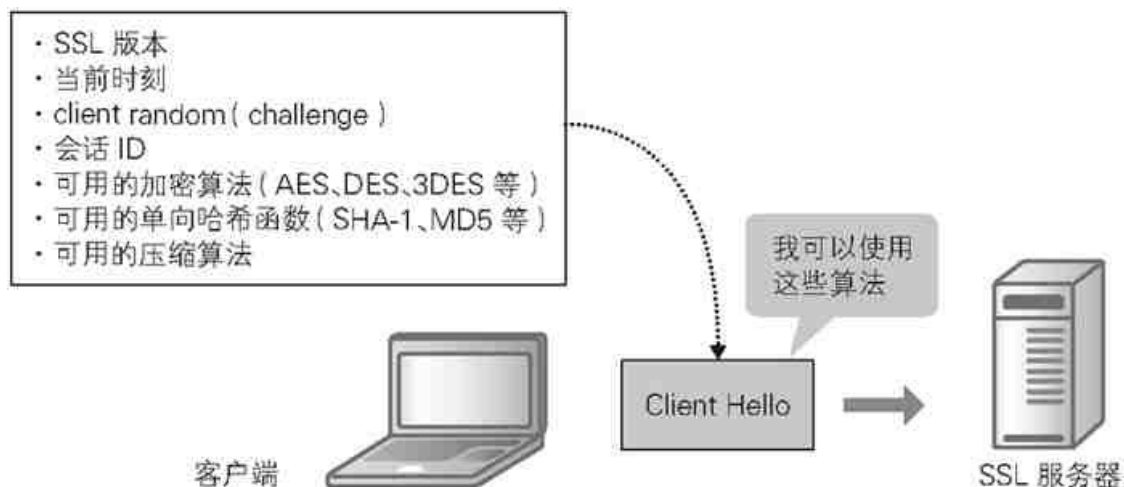 · SSL 版本
· 当前时刻
· client random( challenge )
· 会话 ID
· 可用的加密算法( AES、DES、3DES 等 )
· 可用的单向哈希函数( SHA-1、MD5 等 )
· 可用的压缩算法
我可以使用
这些算法
Client Hello
客户端
SSL 服务器